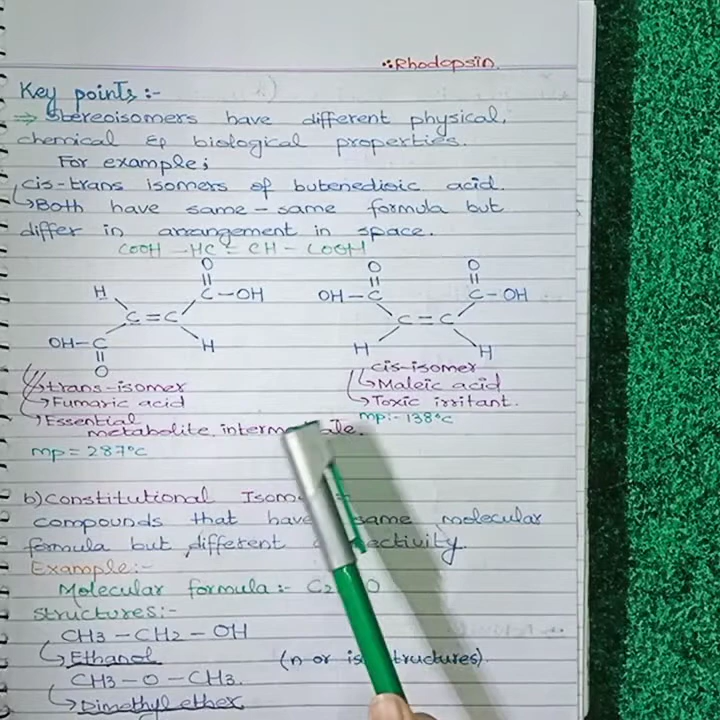 ∴ Rhodopsin.
Key points :-
⇒ Stereoisomers have different physical,
chemical & biological properties.
For example;
cis-trans isomers of butenedioic acid.
↳ Both have same-same formula but
differ in arrangement in space.
COOH - HC = CH - COOH
O O O
|| || ||
H C-OH OH-C C-OH
C=C C=C
OH-C H H H
||
O
trans-isomer
Fumaric acid
Essential
metabolite
mp = 287°C
cis-isomer
Maleic acid
Toxic irritant.
mp:- 138°C
b) Constitutional
compounds that have same molecular
formula but different
Example:-
Molecular formula:-
Structures:-
CH3 - CH2 - OH
↳ Ethanol
(n or structures).
CH3 - O - CH3.
↳ Dimethyl ether